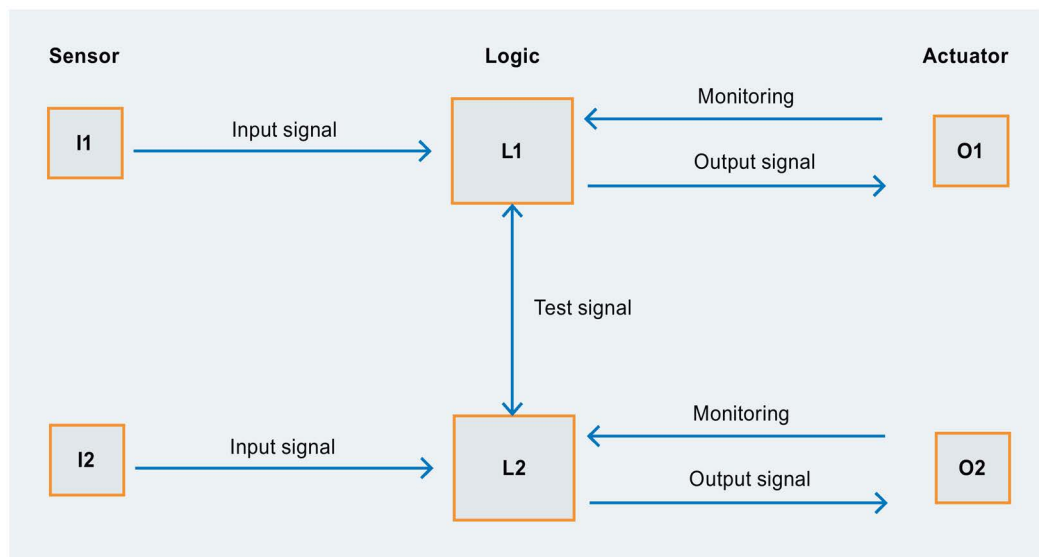 Sensor
Logic
Actuator
I1
Input signal
L1
Monitoring
Output signal
O1
Test signal
I2
Input signal
L2
Monitoring
Output signal
O2